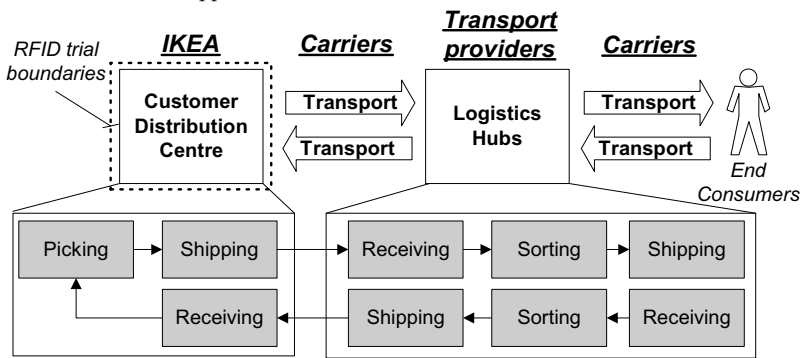 RFID trial
boundaries
IKEA
Carriers
Transport
providers
Carriers
Customer
Distribution
Centre
Transport
Transport
Logistics
Hubs
Transport
Transport
End
Consumers
Picking
Shipping
Receiving
Sorting
Shipping
Receiving
Shipping
Sorting
Receiving